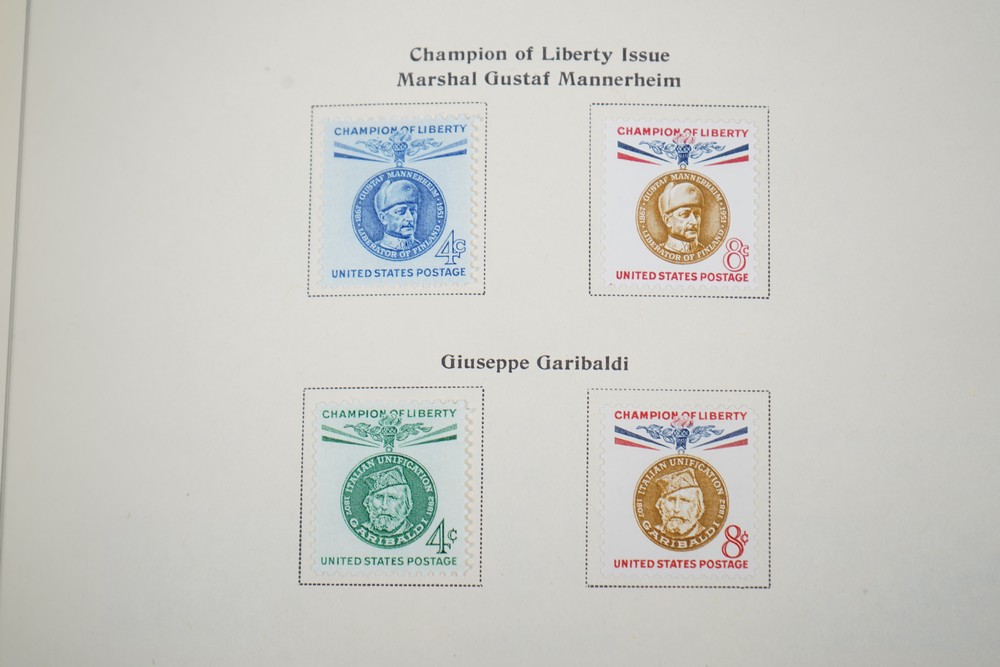 Champion of Liberty Issue
Marshal Gustaf Mannerheim
CHAMPION OF LIBERTY
1867 · GUSTAF MANNERHEIM · 1951
LIBERATOR OF FINLAND
4¢
UNITED STATES POSTAGE
CHAMPION OF LIBERTY
1867 · GUSTAF MANNERHEIM · 1951
LIBERATOR OF FINLAND
8¢
UNITED STATES POSTAGE
Giuseppe Garibaldi
CHAMPION OF LIBERTY
1807 ITALIAN UNIFICATION 1882
GARIBALDI
4¢
UNITED STATES POSTAGE
CHAMPION OF LIBERTY
1807 ITALIAN UNIFICATION 1882
GARIBALDI
8¢
UNITED STATES POSTAGE